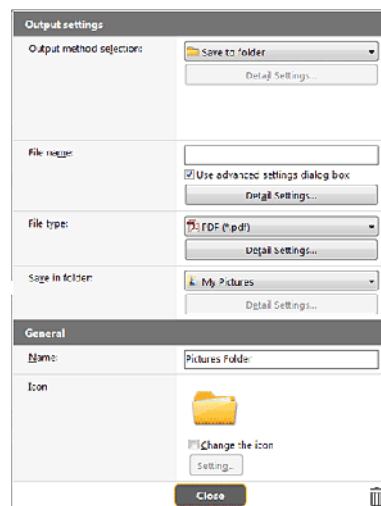 Output settings
Output method selection:
Save to folder
Detail Settings...
File name:
Use advanced settings dialog box
Detail Settings...
File type:
PDF (*.pdf)
Detail Settings...
Save in folder:
My Pictures
Detail Settings...
General
Name:
Pictures Folder
Icon
Change the icon
Setting...
Close